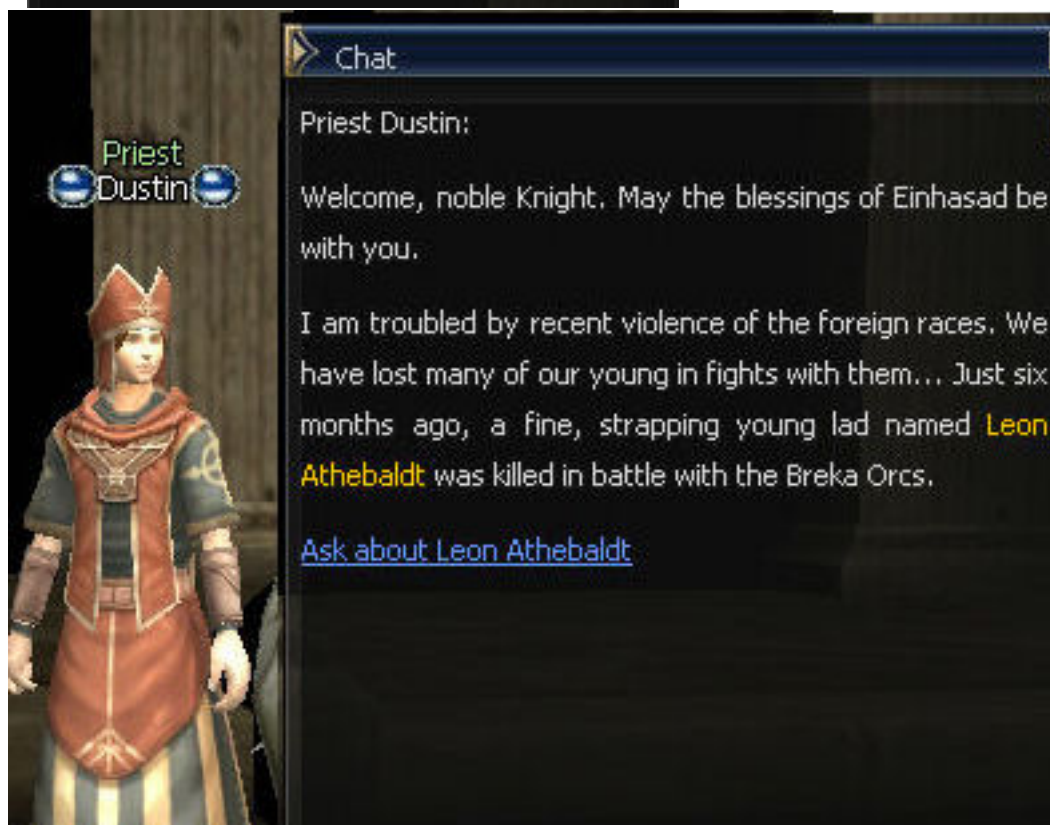 Chat
Priest
Dustin
Priest Dustin:
Welcome, noble Knight. May the blessings of Einhasad be
with you.
I am troubled by recent violence of the foreign races. We
have lost many of our young in fights with them... Just six
months ago, a fine, strapping young lad named Leon
Athebaldt was killed in battle with the Breka Orcs.
Ask about Leon Athebaldt